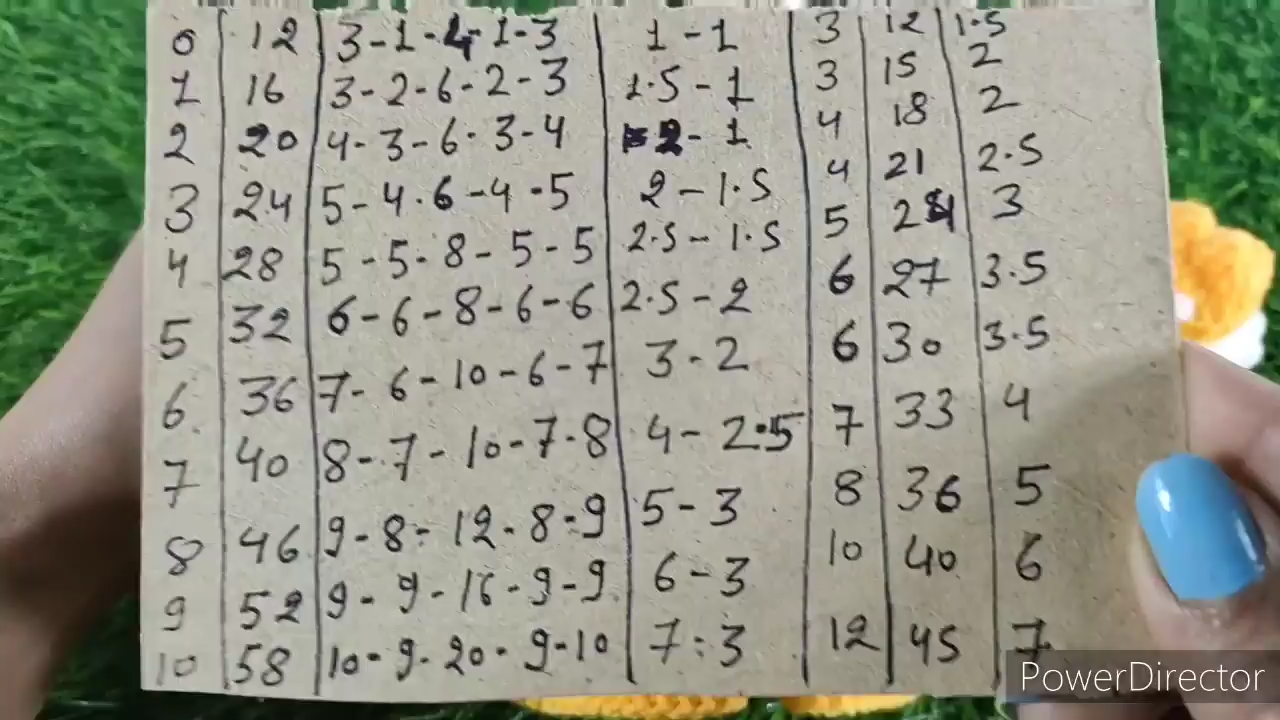 0 12 3-1-4-1-3 1-1 3 12 1.5
1 16 3-2-6-2-3 1.5-1 3 15 2
2 20 4-3-6-3-4 2-1 4 18 2
3 24 5-4.6-4-5 2-1.5 4 21 2.5
4 28 5-5-8-5-5 2.5-1.5 5 24 3
5 32 6-6-8-6-6 2.5-2 6 27 3.5
6 36 7-6-10-6-7 3-2 6 30 3.5
7 40 8-7-10-7-8 4-2.5 7 33 4
8 46 9-8-12-8-9 5-3 8 36 5
9 52 9-9-16-9-9 6-3 10 40 6
10 58 10-9-20-9-10 7-3 12 45 7
PowerDirector